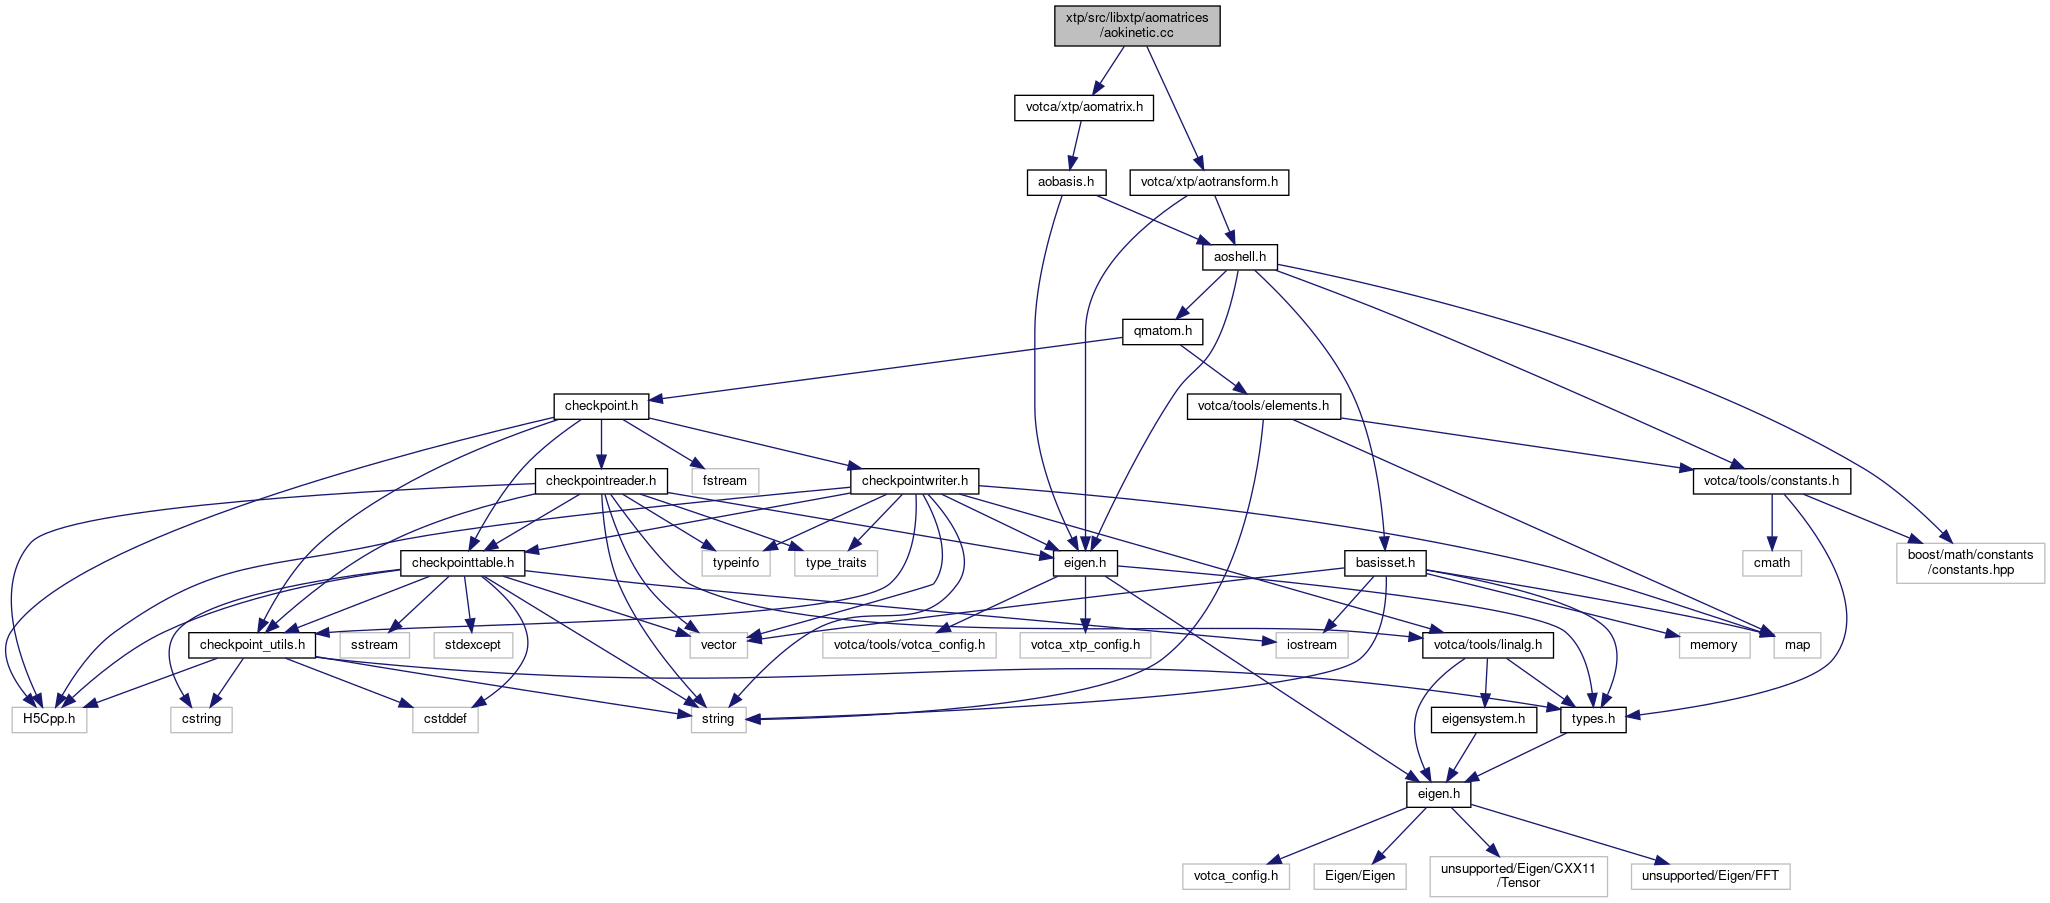 xtp/src/libxtp/aomatrices
/aokinetic.cc
votca/xtp/aomatrix.h
aobasis.h
votca/xtp/aotransform.h
aoshell.h
qmatom.h
checkpoint.h
votca/tools/elements.h
checkpointreader.h
fstream
checkpointwriter.h
votca/tools/constants.h
checkpointtable.h
typeinfo
type_traits
eigen.h
basisset.h
cmath
boost/math/constants
/constants.hpp
checkpoint_utils.h
sstream
stdexcept
vector
votca/tools/votca_config.h
votca_xtp_config.h
iostream
votca/tools/linalg.h
memory
map
H5Cpp.h
cstring
cstddef
string
eigensystem.h
types.h
eigen.h
votca_config.h
Eigen/Eigen
unsupported/Eigen/CXX11
/Tensor
unsupported/Eigen/FFT